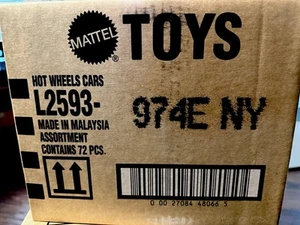 MATTEL® TOYS
HOT WHEELS CARS
L2593- 974E NY
MADE IN MALAYSIA
ASSORTMENT
CONTAINS 72 PCS.
0 00 27084 48066 5